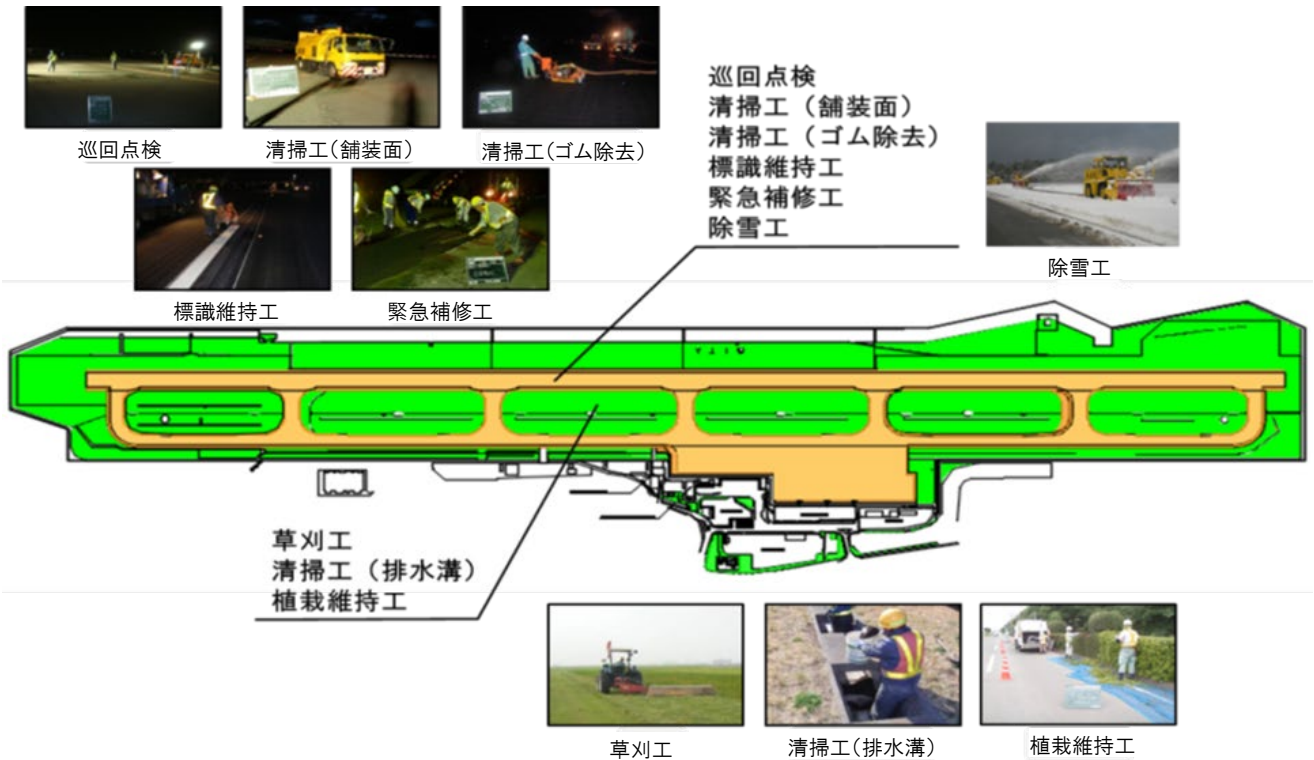 巡回点検
清掃工(舗装面)
清掃工(ゴム除去)
標識維持工
緊急補修工
巡回点検
清掃工（舗装面）
清掃工（ゴム除去）
標識維持工
緊急補修工
除雪工
除雪工
草刈工
清掃工（排水溝）
植栽維持工
草刈工
清掃工(排水溝)
植栽維持工